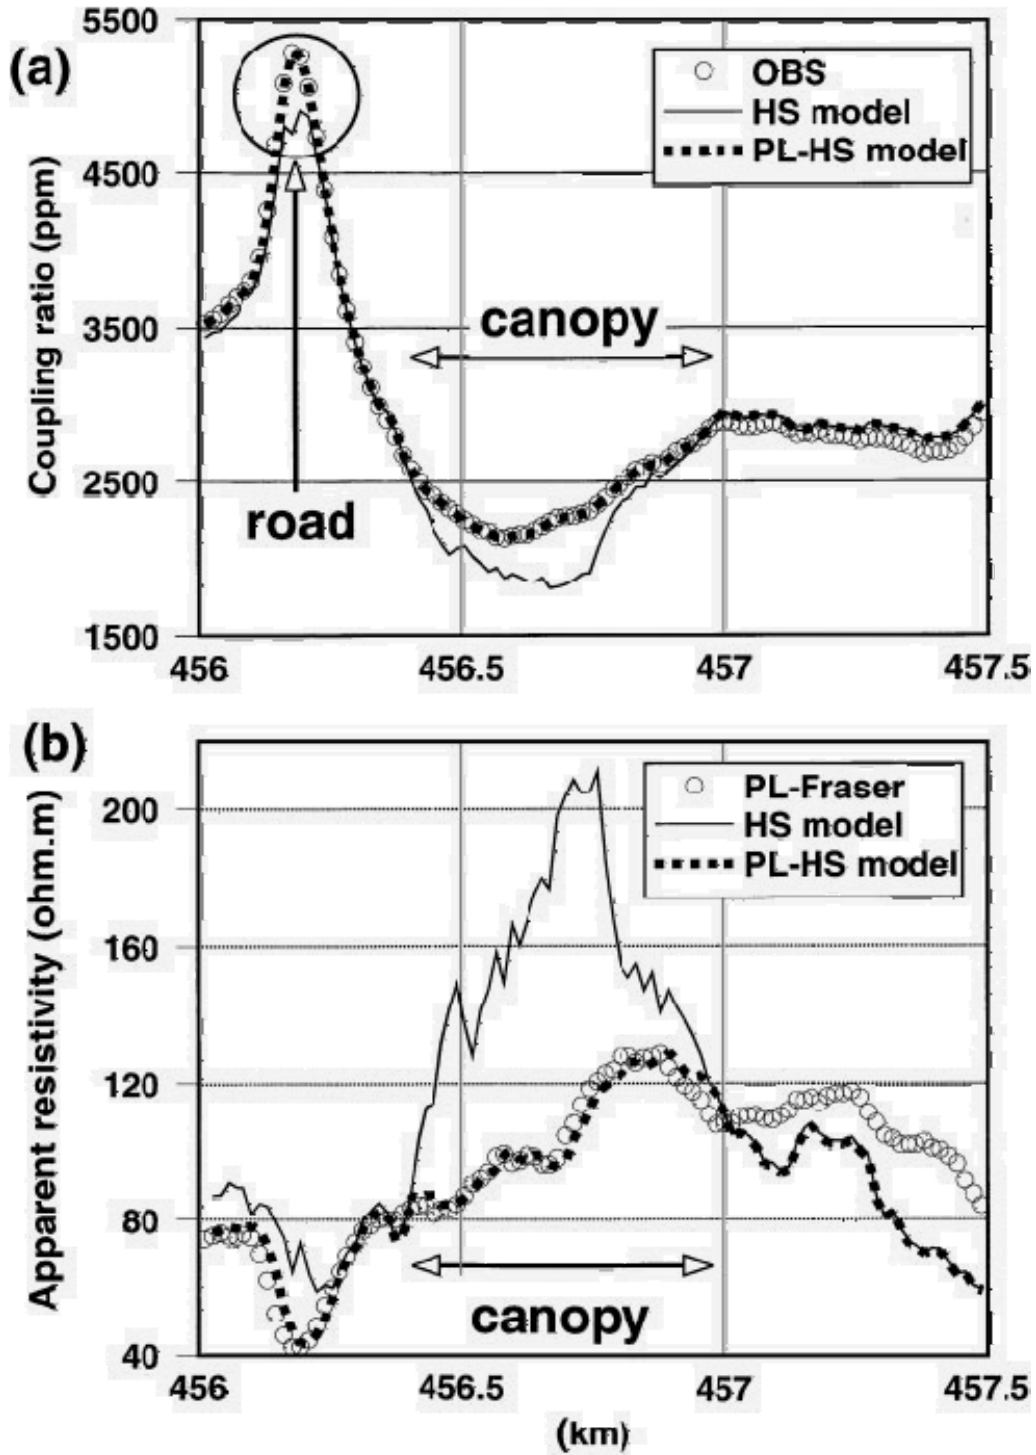 (a)
Coupling ratio (ppm)
5500
4500
3500
2500
1500
OBS
HS model
PL-HS model
canopy
road
456
456.5
457
457.5
(b)
Apparent resistivity (ohm.m)
200
160
120
80
40
PL-Fraser
HS model
PL-HS model
canopy
456
456.5
457
457.5
(km)